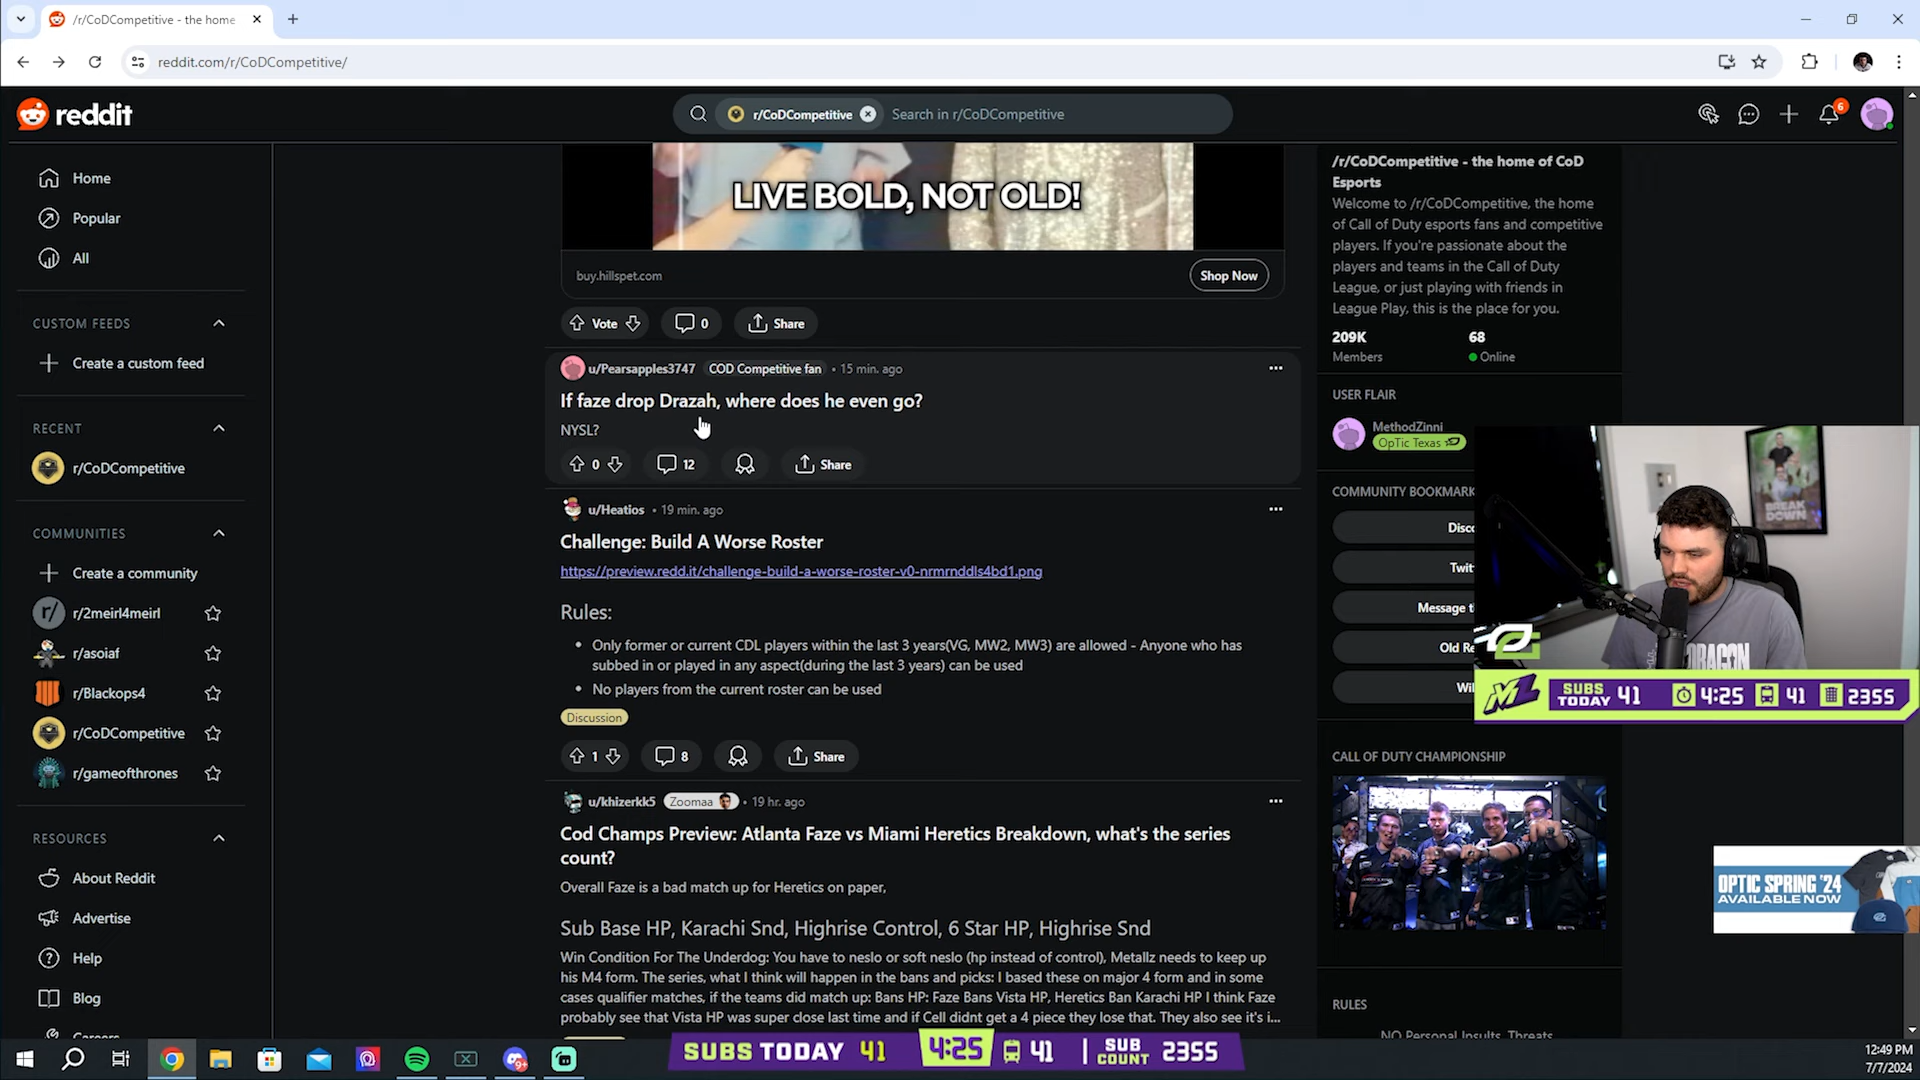 /r/CoDCompetitive - the home
reddit.com/r/CoDCompetitive/
reddit
r/CoDCompetitive
Search in r/CoDCompetitive
6
Home
Popular
All
CUSTOM FEEDS
Create a custom feed
RECENT
r/CoDCompetitive
COMMUNITIES
Create a community
r/
r/2meirl4meirl
r/asoiaf
r/Blackops4
r/CoDCompetitive
r/gameofthrones
RESOURCES
About Reddit
Advertise
Help
Blog
Careers
LIVE BOLD, NOT OLD!
buy.hillspet.com
Shop Now
Vote
0
Share
u/Pearsapples3747 COD Competitive fan • 15 min. ago
If faze drop Drazah, where does he even go?
NYSL?
0
12
Share
u/Heatios • 19 min. ago
Challenge: Build A Worse Roster
https://preview.redd.it/challenge-build-a-worse-roster-v0-nrmrnddls4bd1.png
Rules:
• Only former or current CDL players within the last 3 years(VG, MW2, MW3) are allowed - Anyone who has
subbed in or played in any aspect(during the last 3 years) can be used
• No players from the current roster can be used
Discussion
1
8
Share
u/khizerkk5 Zoomaa • 19 hr. ago
Cod Champs Preview: Atlanta Faze vs Miami Heretics Breakdown, what's the series
count?
Overall Faze is a bad match up for Heretics on paper,
Sub Base HP, Karachi Snd, Highrise Control, 6 Star HP, Highrise Snd
Win Condition For The Underdog: You have to neslo or soft neslo (hp instead of control), Metallz needs to keep up
his M4 form. The series, what I think will happen in the bans and picks: I based these on major 4 form and in some
cases qualifier matches, if the teams did match up: Bans HP: Faze Bans Vista HP, Heretics Ban Karachi HP I think Faze
probably see that Vista HP was super close last time and if Cell didnt get a 4 piece they lose that. They also see it's i...
/r/CoDCompetitive - the home of CoD
Esports
Welcome to /r/CoDCompetitive, the home
of Call of Duty esports fans and competitive
players. If you're passionate about the
players and teams in the Call of Duty
League, or just playing with friends in
League Play, this is the place for you.
209K
68
Members
Online
USER FLAIR
MethodZinni
OpTic Texas
COMMUNITY BOOKMARK
Disc
Twit
Message t
Old Re
Wi
BREAK
DOWN
DRAGON
MZ
SUBS
TODAY 41
4:25
41
2355
CALL OF DUTY CHAMPIONSHIP
OPTIC SPRING '24
AVAILABLE NOW
RULES
NO Personal Insults, Threats
SUBS TODAY 41
4:25
41
SUB
COUNT 2355
9+
12:49 PM
7/7/2024